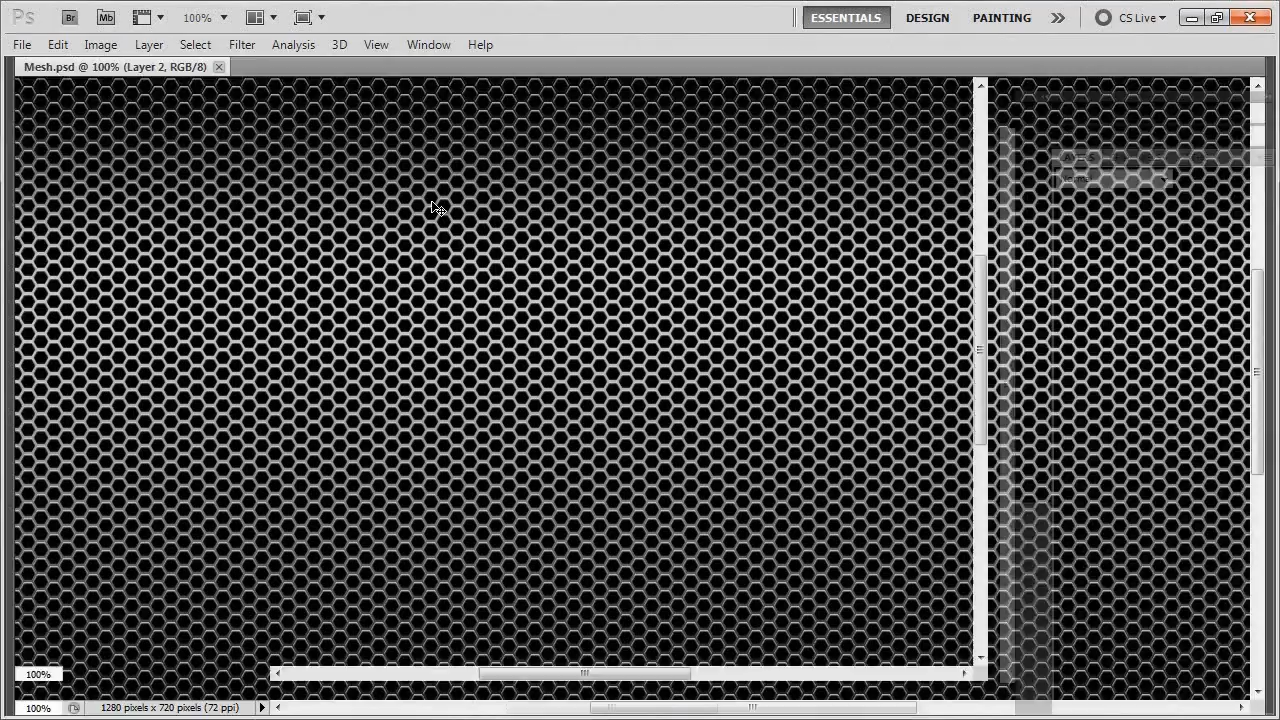 Ps Br Mb 100% ESSENTIALS DESIGN PAINTING CS Live
File Edit Image Layer Select Filter Analysis 3D View Window Help
Mesh.psd @ 100% (Layer 2, RGB/8)
Normal
100%
100% 1280 pixels x 720 pixels (72 ppi)